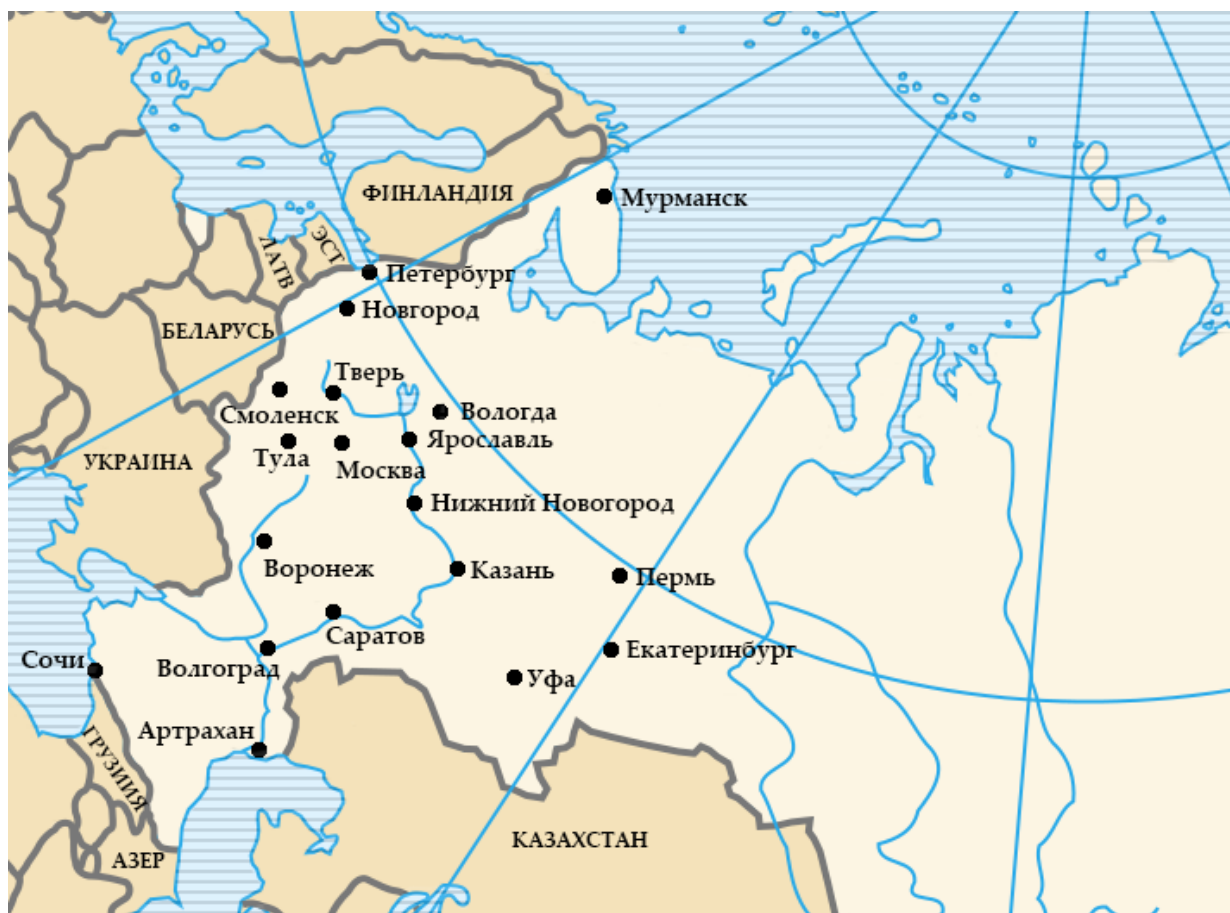 ФИНЛАНДИЯ
Мурманск
ЭСТ
ЛАТВ
Петербург
Новгород
БЕЛАРУСЬ
Тверь
Смоленск
Вологда
Ярославль
Тула
Москва
УКРАИНА
Нижний Новогород
Воронеж
Казань
Пермь
Саратов
Сочи
Волгоград
Екатеринбург
Уфа
Артрахан
ГРУЗИИЯ
АЗЕР
КАЗАХСТАН